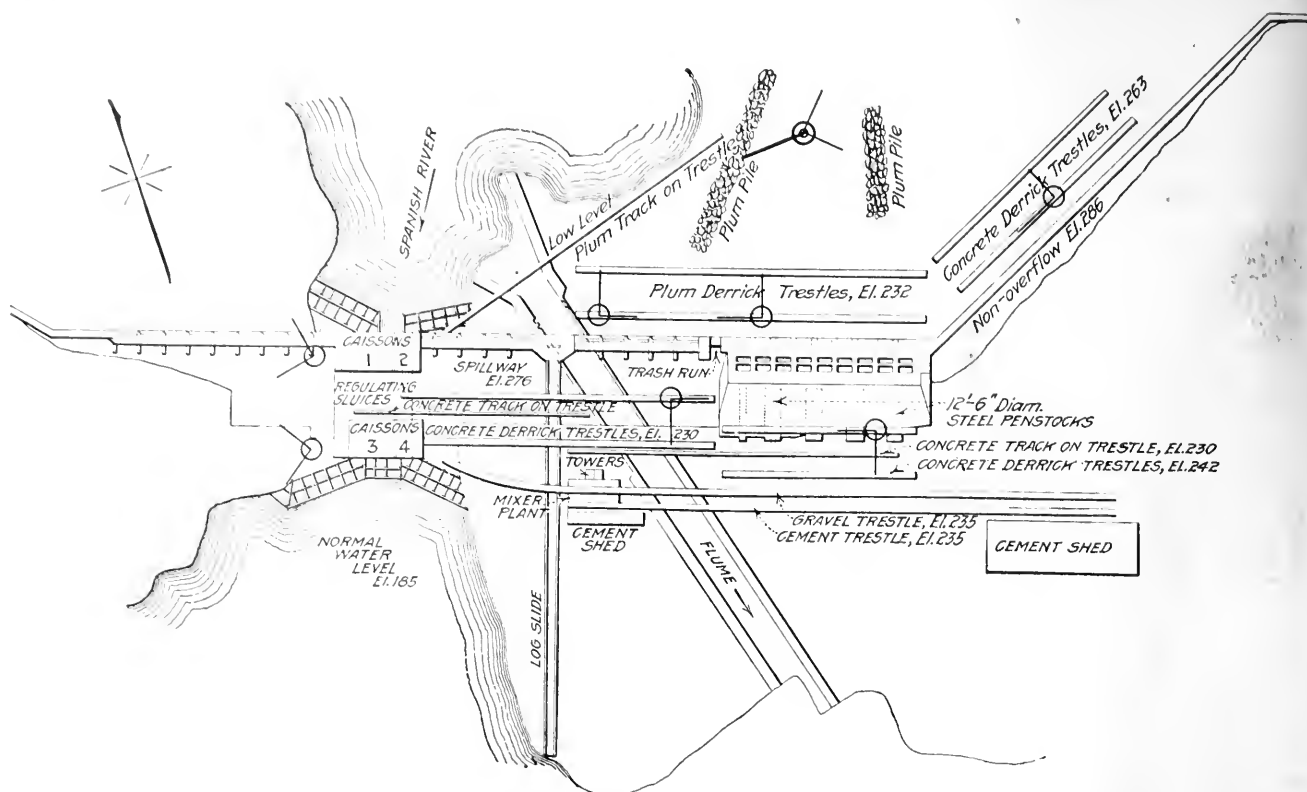 SPANISH RIVER
Low Level
Plum Track on Trestle
Plum Pile
Plum Pile
Concrete Derrick Trestles, El.263
Non-overflow El.286
Plum Derrick Trestles, El.232
CAISSONS
1 2
SPILLWAY
El.276
TRASH RUN
REGULATING
SLUICES
CONCRETE TRACK ON TRESTLE
12'-6" Diam.
STEEL PENSTOCKS
CAISSONS
3 4
CONCRETE DERRICK TRESTLES, El. 230
CONCRETE TRACK ON TRESTLE, El.230
CONCRETE DERRICK TRESTLES, El.242
TOWERS
MIXER
PLANT
CEMENT
SHED
GRAVEL TRESTLE, El.235
CEMENT TRESTLE, El.235
CEMENT SHED
NORMAL
WATER
LEVEL
El.185
LOG SLIDE
FLUME